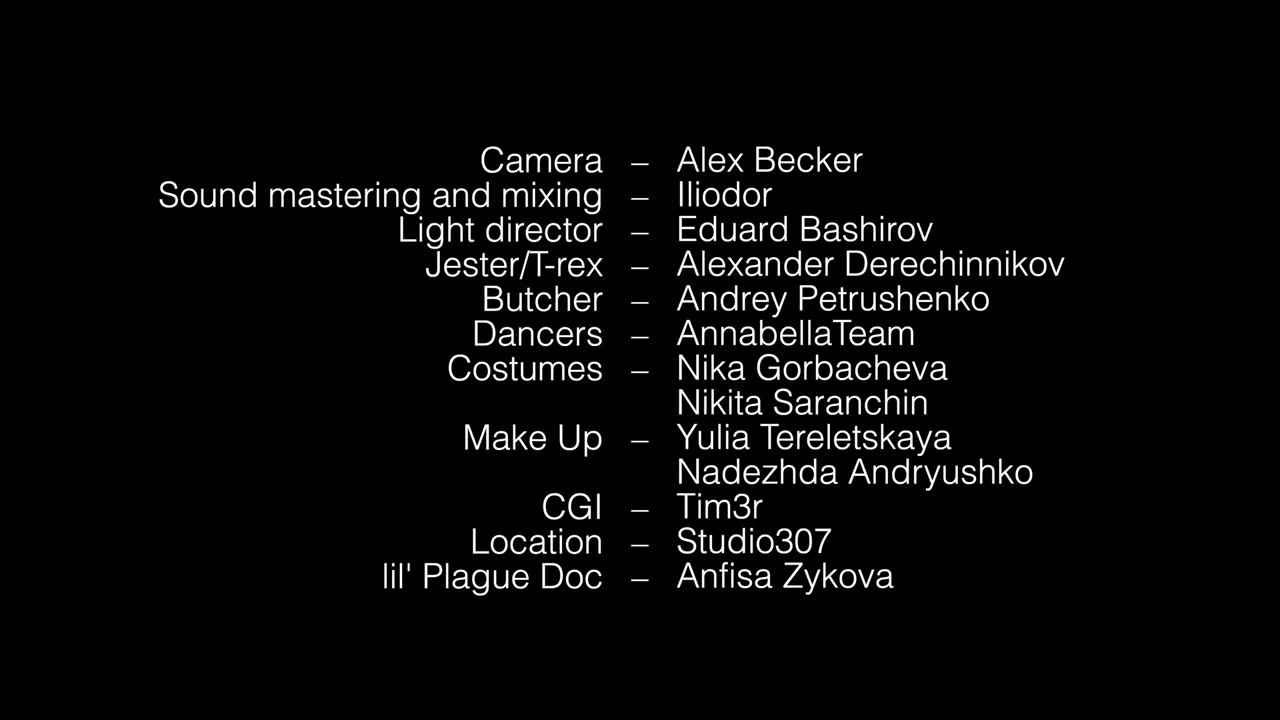 Camera – Alex Becker
Sound mastering and mixing – Iliodor
Light director – Eduard Bashirov
Jester/T-rex – Alexander Derechinnikov
Butcher – Andrey Petrushenko
Dancers – AnnabellaTeam
Costumes – Nika Gorbacheva
Nikita Saranchin
Make Up – Yulia Tereletskaya
Nadezhda Andryushko
CGI – Tim3r
Location – Studio307
lil' Plague Doc – Anfisa Zykova